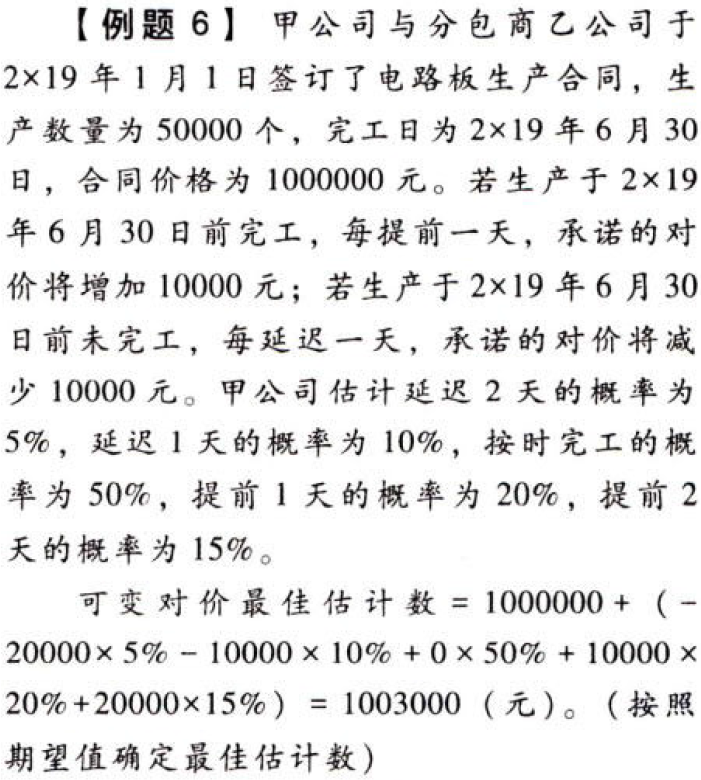 【例题 6】 甲公司与分包商乙公司于
2×19 年 1 月 1 日签订了电路板生产合同，生
产数量为 50000 个，完工日为 2×19 年 6 月 30
日，合同价格为 1000000 元。若生产于 2×19
年 6 月 30 日前完工，每提前一天，承诺的对
价将增加 10000 元；若生产于 2×19 年 6 月 30
日前未完工，每延迟一天，承诺的对价将减
少 10000 元。甲公司估计延迟 2 天的概率为
5%，延迟 1 天的概率为 10%，按时完工的概
率为 50%，提前 1 天的概率为 20%，提前 2
天的概率为 15%。
可变对价最佳估计数 = 1000000 + （-
20000× 5% - 10000 × 10% + 0 × 50% + 10000 ×
20%+20000×15%） = 1003000 （元）。（按照
期望值确定最佳估计数）